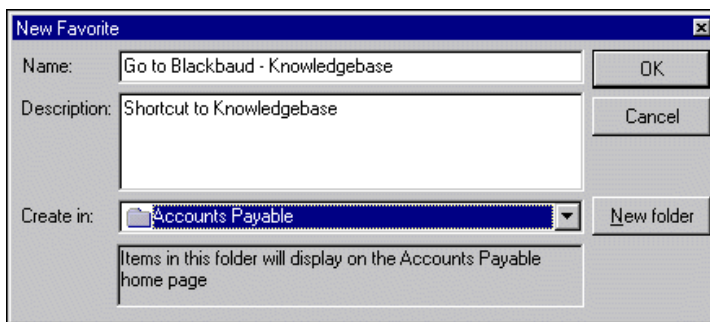 New Favorite
Name: Go to Blackbaud - Knowledgebase OK
Description: Shortcut to Knowledgebase Cancel
Create in: Accounts Payable New folder
Items in this folder will display on the Accounts Payable
home page